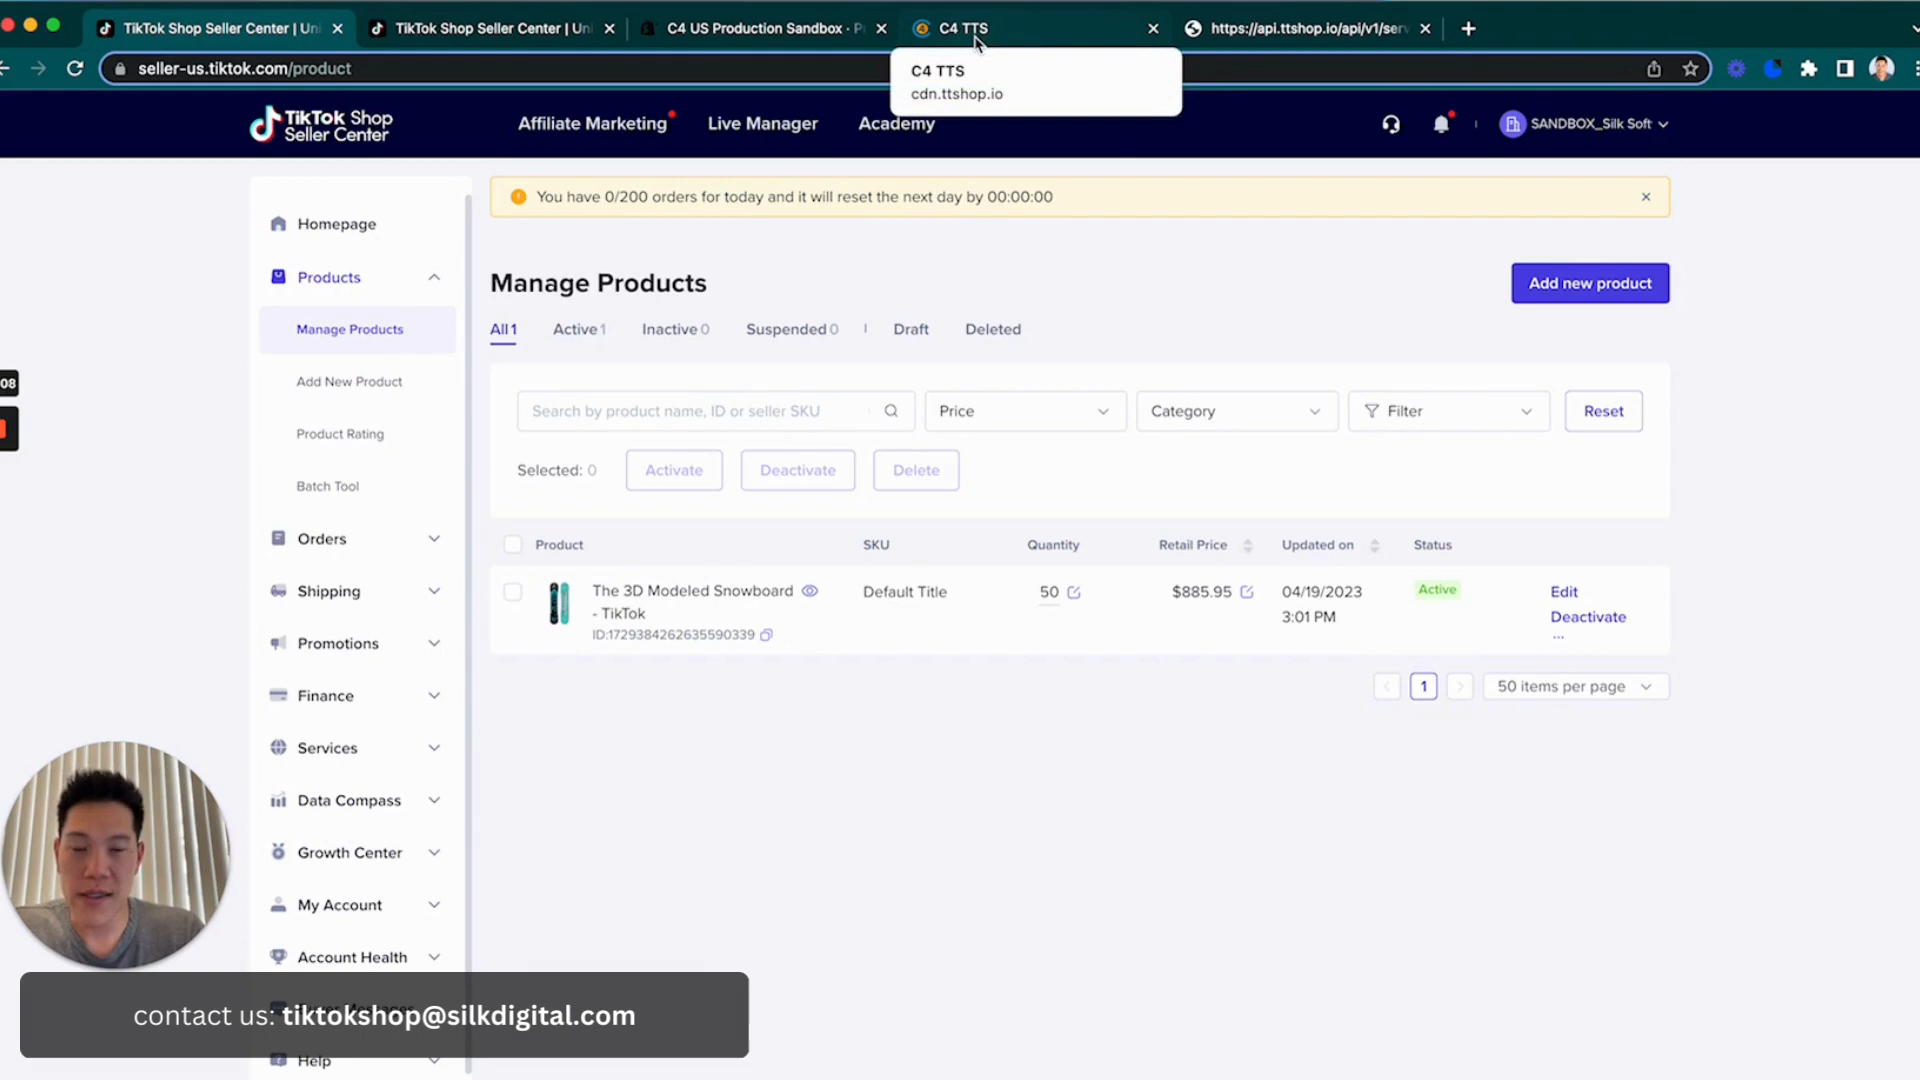 TikTok Shop Seller Center | Uni
TikTok Shop Seller Center | Uni
C4 US Production Sandbox · P
C4 TTS
https://api.ttshop.io/api/v1/ser
seller-us.tiktok.com/product
C4 TTS
cdn.ttshop.io
TikTok Shop
Seller Center
Affiliate Marketing
Live Manager
Academy
SANDBOX_Silk Soft
You have 0/200 orders for today and it will reset the next day by 00:00:00
Homepage
Products
Manage Products
Add New Product
Product Rating
Batch Tool
Orders
Shipping
Promotions
Finance
Services
Data Compass
Growth Center
My Account
Account Health
Help
Manage Products
Add new product
All 1
Active 1
Inactive 0
Suspended 0
Draft
Deleted
Search by product name, ID or seller SKU
Price
Category
Filter
Reset
Selected: 0
Activate
Deactivate
Delete
Product
SKU
Quantity
Retail Price
Updated on
Status
The 3D Modeled Snowboard
- TikTok
ID:1729384262635590339
Default Title
50
$885.95
04/19/2023
3:01 PM
Active
Edit
Deactivate
...
1
50 items per page
08
contact us: tiktokshop@silkdigital.com